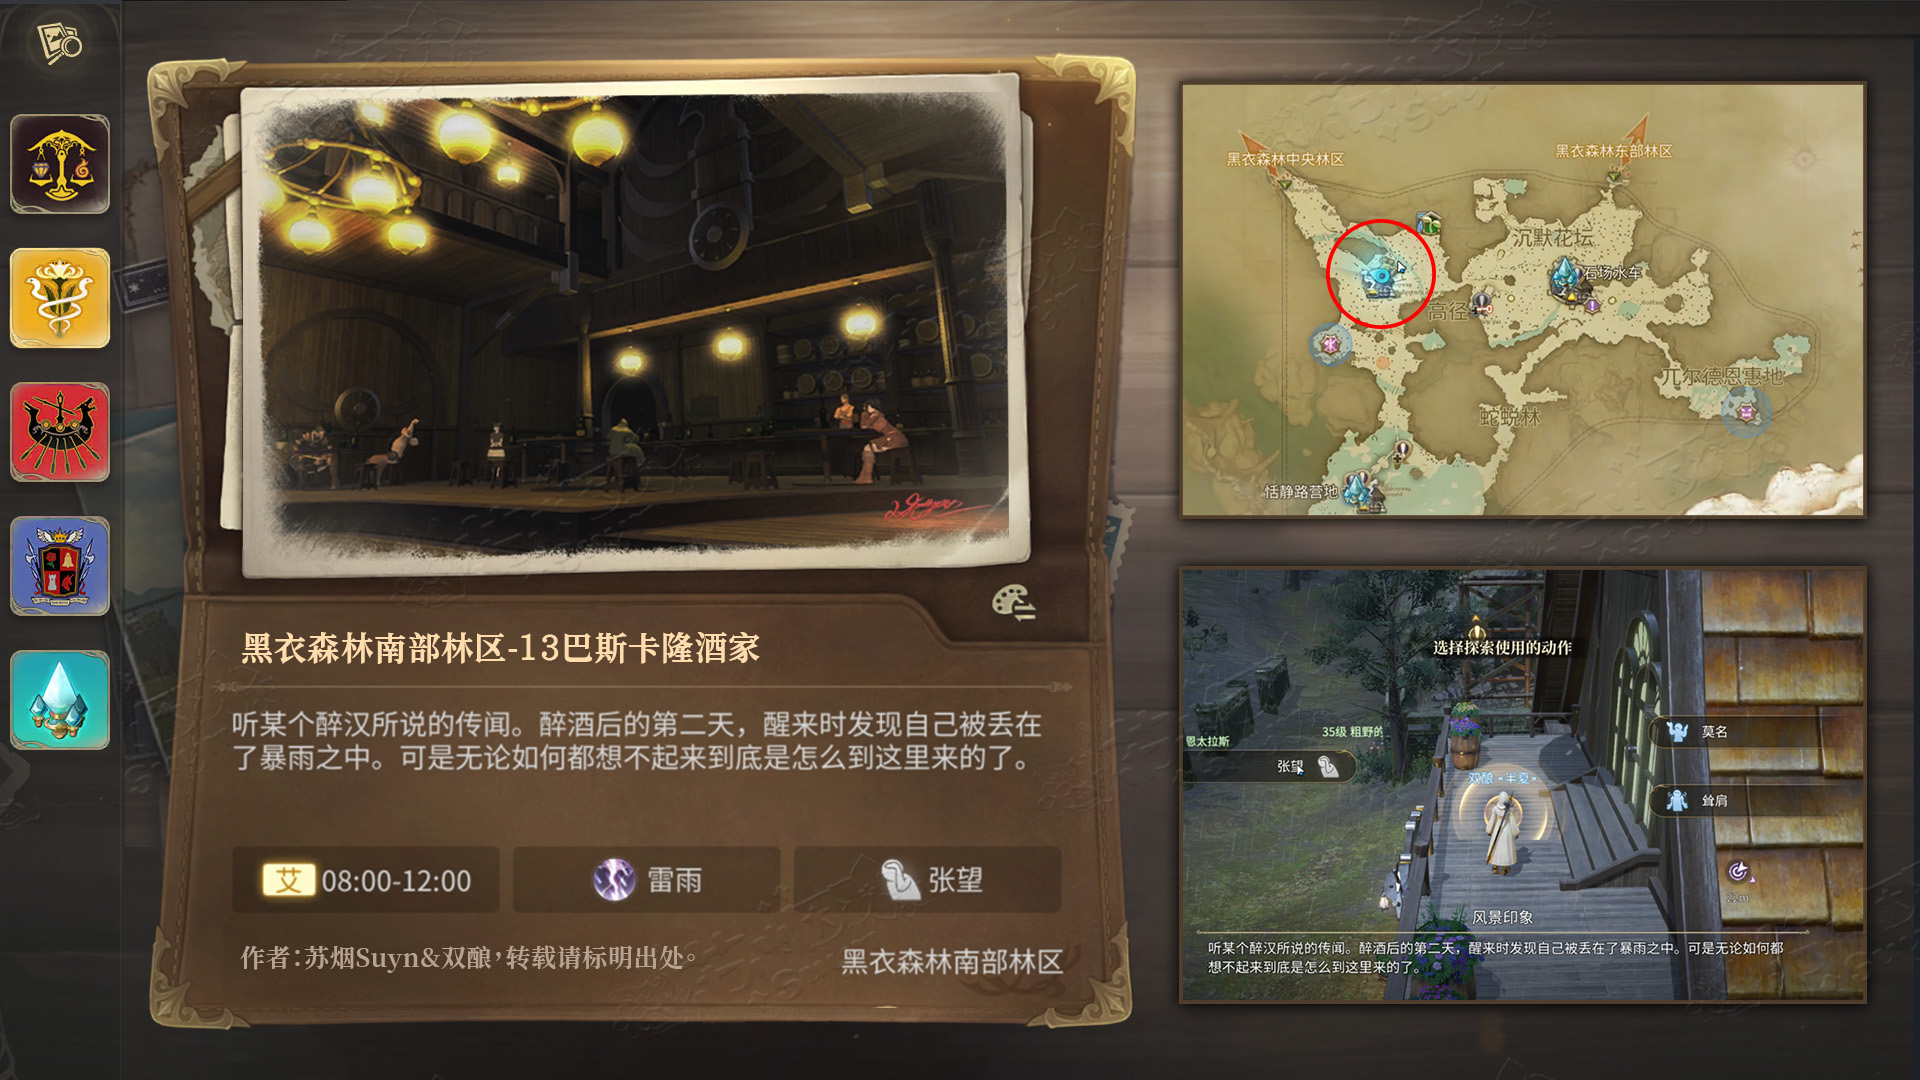 黑衣森林南部林区-13巴斯卡隆酒家
听某个醉汉所说的传闻。醉酒后的第二天，醒来时发现自己被丢在
了暴雨之中。可是无论如何都想不起来到底是怎么到这里来的了。
艾 08:00-12:00
雷雨
张望
作者：苏烟Suyn&双酿，转载请标明出处。
黑衣森林南部林区
黑衣森林中央林区
黑衣森林东部林区
沉默花坛
石场水车
高径
兀尔德恩惠地
蛇蜕林
恬静路营地
选择探索使用的动作
35级 粗野的
恩太拉斯
莫名
张望
双酿 «半夏»
耸肩
22m
风景印象
听某个醉汉所说的传闻。醉酒后的第二天，醒来时发现自己被丢在了暴雨之中。可是无论如何都
想不起来到底是怎么到这里来的了。